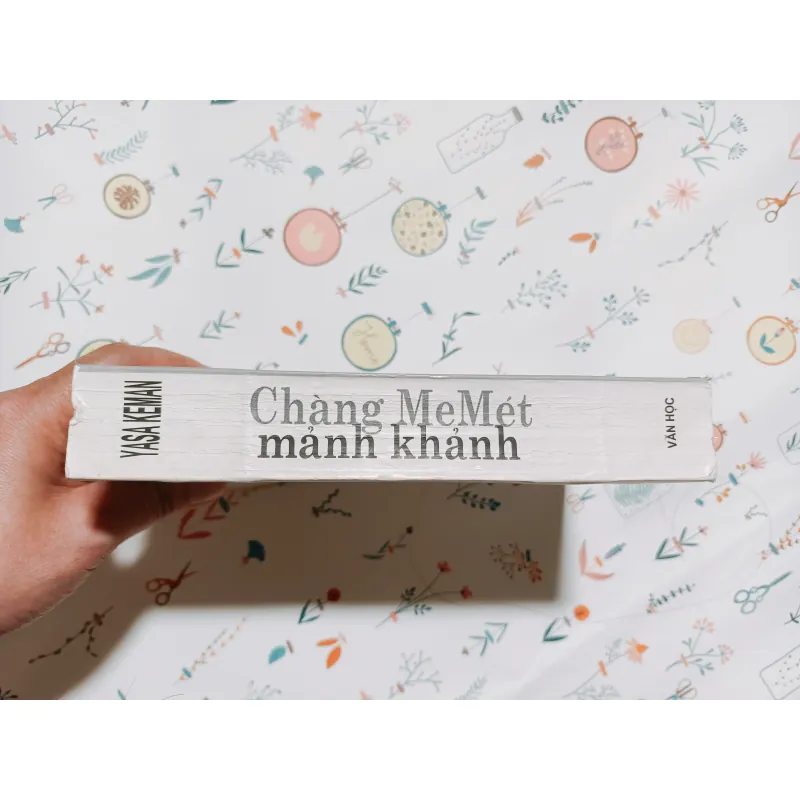 YASA KEMAN
Chàng MeMét
mảnh khảnh
VĂN HỌC